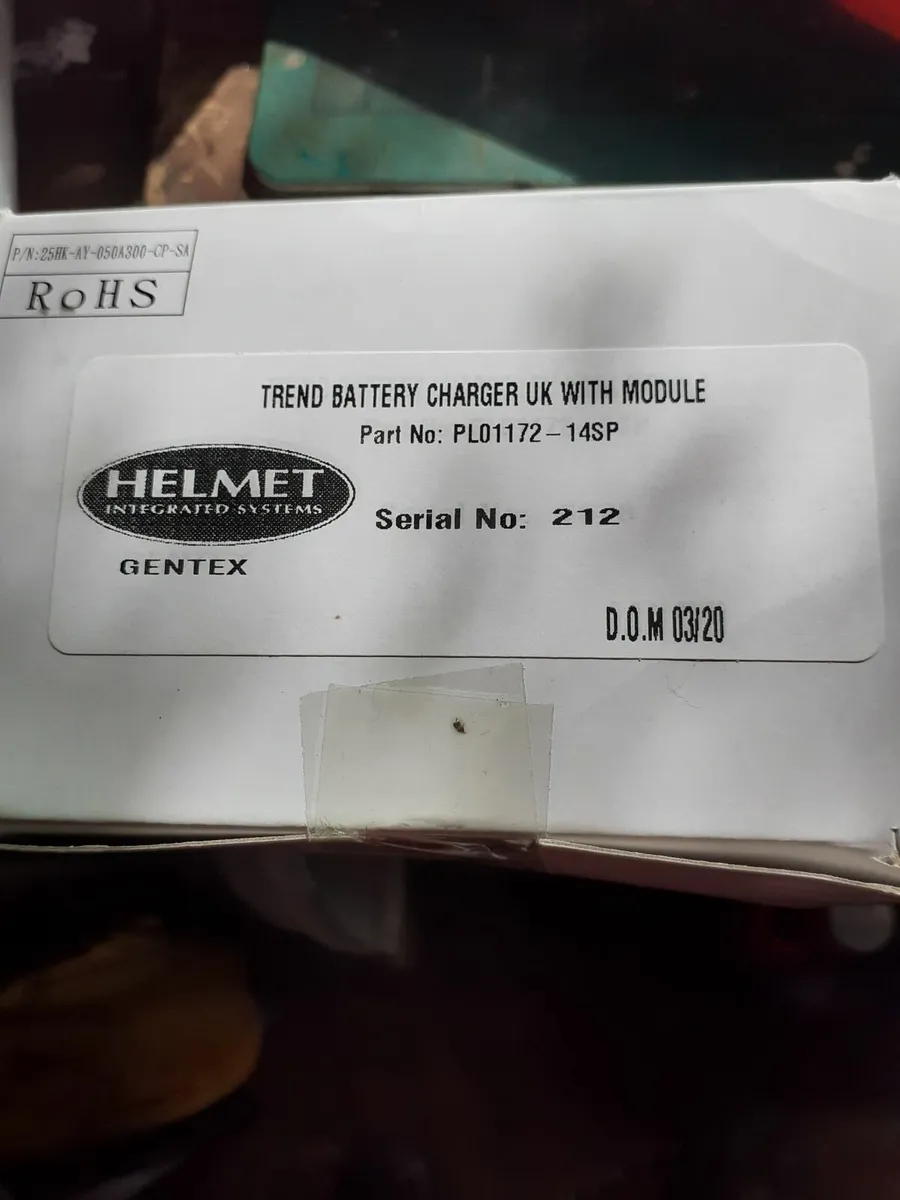 P/N:25HK-AY-050A300-CP-SA
RoHS
TREND BATTERY CHARGER UK WITH MODULE
Part No: PL01172-14SP
HELMET
INTEGRATED SYSTEMS
GENTEX
Serial No: 212
D.O.M 03/20